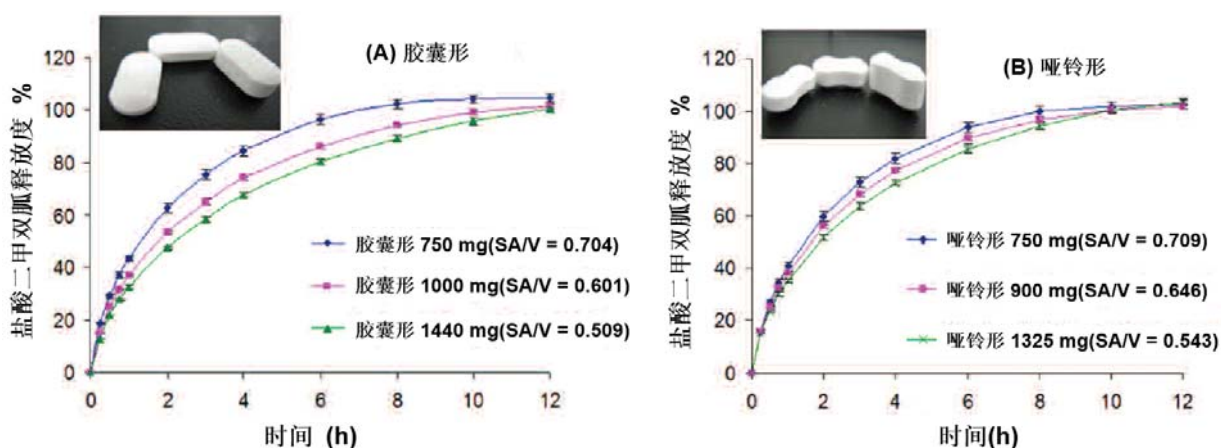 (A) 胶囊形
盐酸二甲双胍释放度 %
120
100
80
60
40
20
0
胶囊形 750 mg(SA/V = 0.704)
胶囊形 1000 mg(SA/V = 0.601)
胶囊形 1440 mg(SA/V = 0.509)
0 2 4 6 8 10 12
时间 (h)
(B) 哑铃形
盐酸二甲双胍释放度 %
120
100
80
60
40
20
0
哑铃形 750 mg(SA/V = 0.709)
哑铃形 900 mg(SA/V = 0.646)
哑铃形 1325 mg(SA/V = 0.543)
0 2 4 6 8 10 12
时间(h)